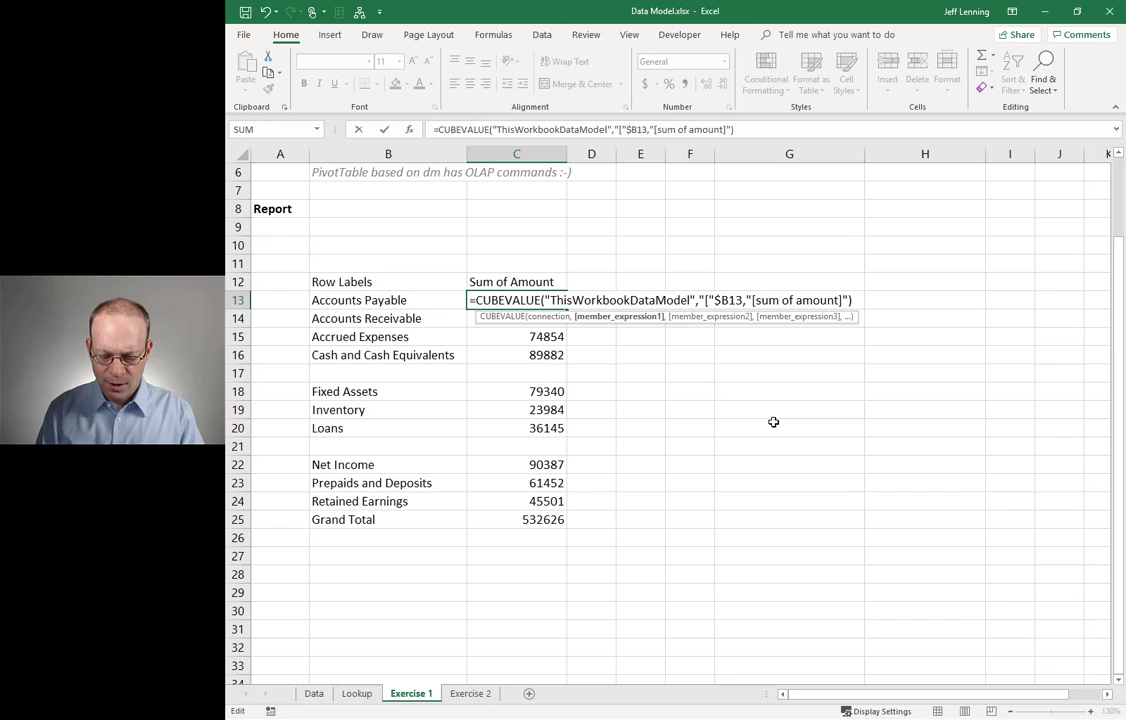 Data Model.xlsx - Excel
Jeff Lenning
File Home Insert Draw Page Layout Formulas Data Review View Developer Help Tell me what you want to do Share Comments
Paste
11 A A
Wrap Text
General
B I U
Merge & Center
$ % ,
Conditional Formatting
Format as Table
Cell Styles
Insert Delete Format
Sort & Filter
Find & Select
Clipboard Font Alignment Number Styles Cells Editing
SUM fx =CUBEVALUE("ThisWorkbookDataModel","["$B13,"[sum of amount]")
A B C D E F G H I J K
6 PivotTable based on dm has OLAP commands :-)
7
8 Report
9
10
11
12 Row Labels Sum of Amount
13 Accounts Payable =CUBEVALUE("ThisWorkbookDataModel","["$B13,"[sum of amount]")
CUBEVALUE(connection, [member_expression1], [member_expression2], [member_expression3], ...)
14 Accounts Receivable
15 Accrued Expenses 74854
16 Cash and Cash Equivalents 89882
17
18 Fixed Assets 79340
19 Inventory 23984
20 Loans 36145
21
22 Net Income 90387
23 Prepaids and Deposits 61452
24 Retained Earnings 45501
25 Grand Total 532626
26
27
28
29
30
31
32
33
34
Data Lookup Exercise 1 Exercise 2
Edit Display Settings 130%